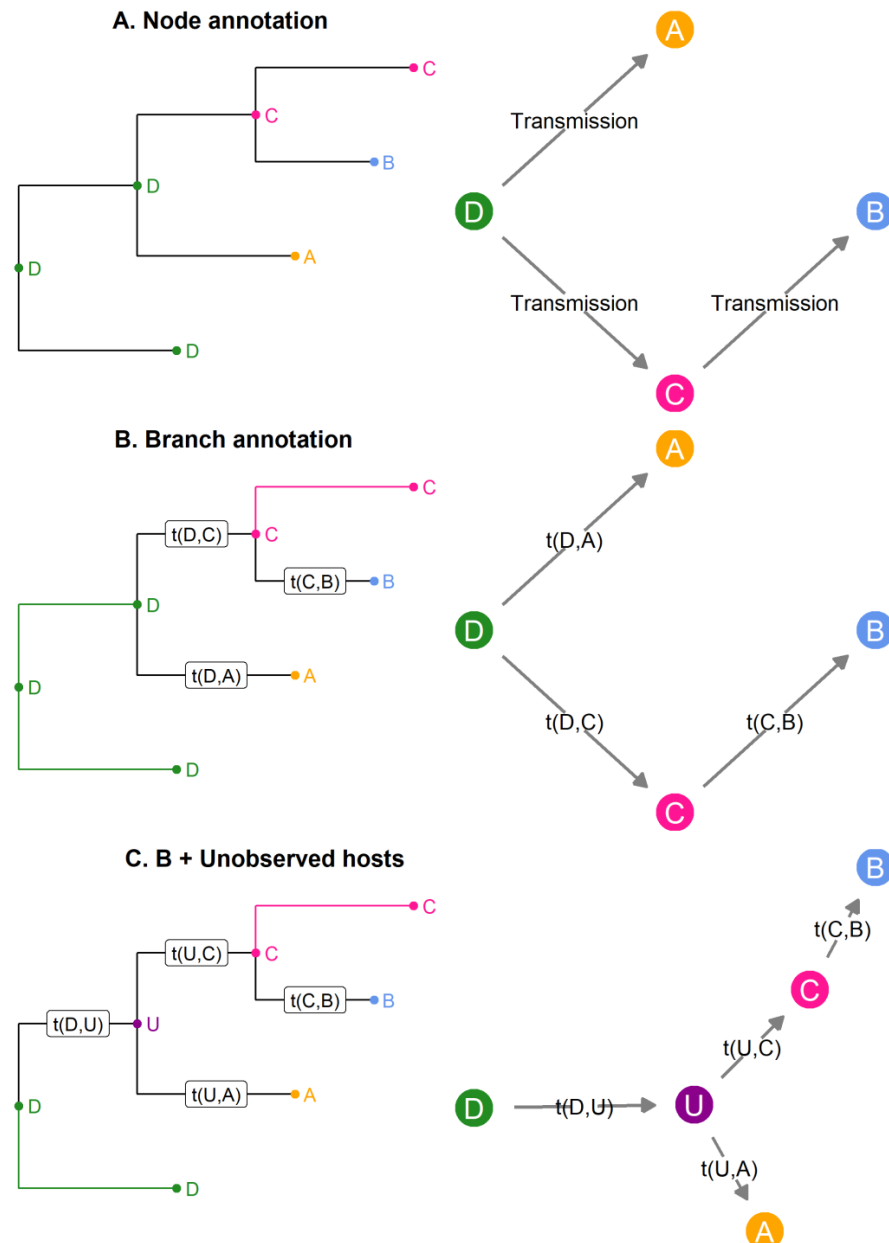 A. Node annotation
A
C
Transmission
C
B
D
D
B
D
A
Transmission
Transmission
D
C
B. Branch annotation
A
C
t(D,C)
C
t(D,A)
t(C,B)
B
D
D
B
t(D,A)
A
D
t(D,C)
t(C,B)
D
C
C. B + Unobserved hosts
B
C
t(C,B)
t(U,C)
C
C
t(C,B)
B
t(D,U)
U
t(U,C)
t(U,A)
A
D
D
t(D,U)
U
t(U,A)
D
A